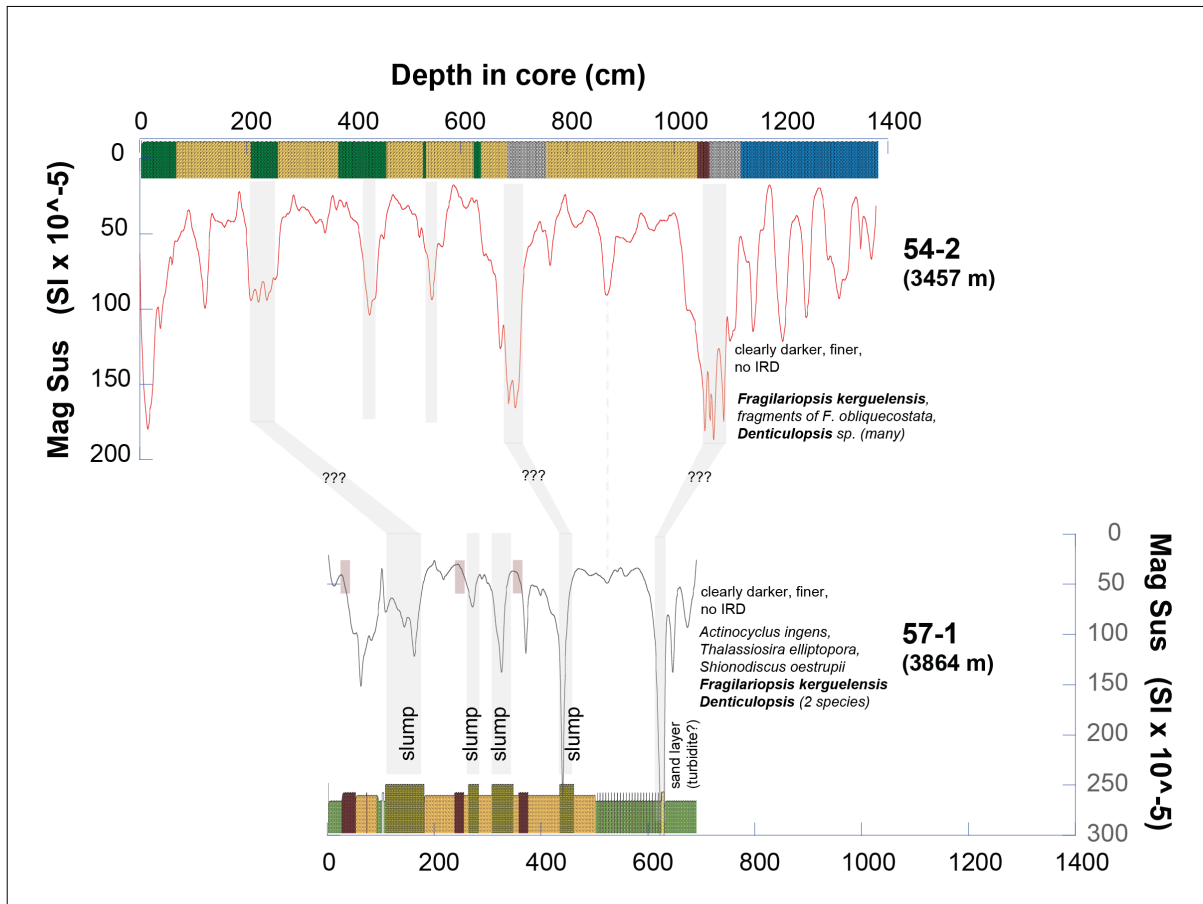 Depth in core (cm)
0 200 400 600 800 1000 1200 1400
0
50
100
150
200
Mag Sus (SI x 10^-5)
54-2
(3457 m)
clearly darker, finer,
no IRD
Fragilariopsis kerguelensis,
fragments of F. obliquecostata,
Denticulopsis sp. (many)
???
???
???
0
50
100
150
200
250
300
Mag Sus (SI x 10^-5)
57-1
(3864 m)
clearly darker, finer,
no IRD
Actinocyclus ingens,
Thalassiosira elliptopora,
Shionodiscus oestrupii
Fragilariopsis kerguelensis
Denticulopsis (2 species)
slump
slump
slump
slump
sand layer
(turbidite?)
0 200 400 600 800 1000 1200 1400